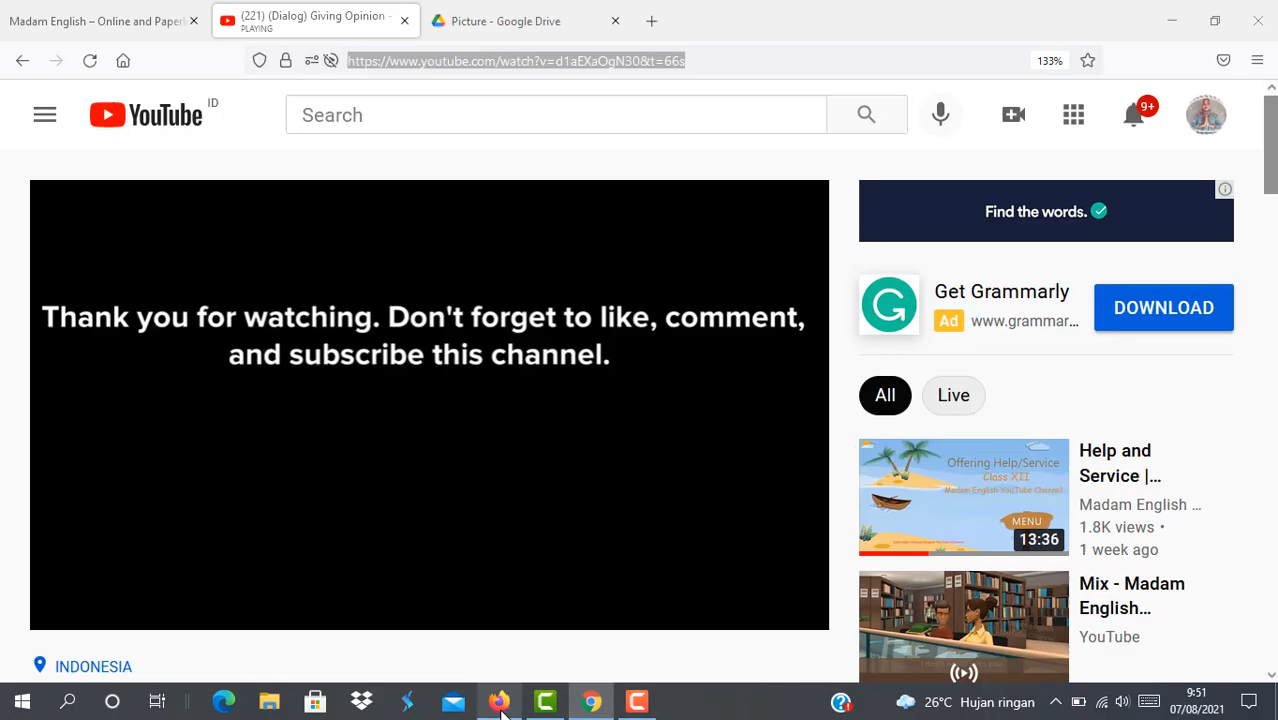 Madam English – Online and Paperl
(221) (Dialog) Giving Opinion -
PLAYING
Picture - Google Drive
https://www.youtube.com/watch?v=d1aEXaOgN30&t=66s
133%
YouTube ID
Search
9+
Thank you for watching. Don't forget to like, comment,
and subscribe this channel.
INDONESIA
Find the words.
Get Grammarly
Ad www.grammar...
DOWNLOAD
All
Live
Offering Help/Service
Class XII
Madam English YouTube Channel
MENU
13:36
Help and
Service |...
Madam English ...
1.8K views •
1 week ago
Mix - Madam
English...
YouTube
26°C Hujan ringan
9:51
07/08/2021